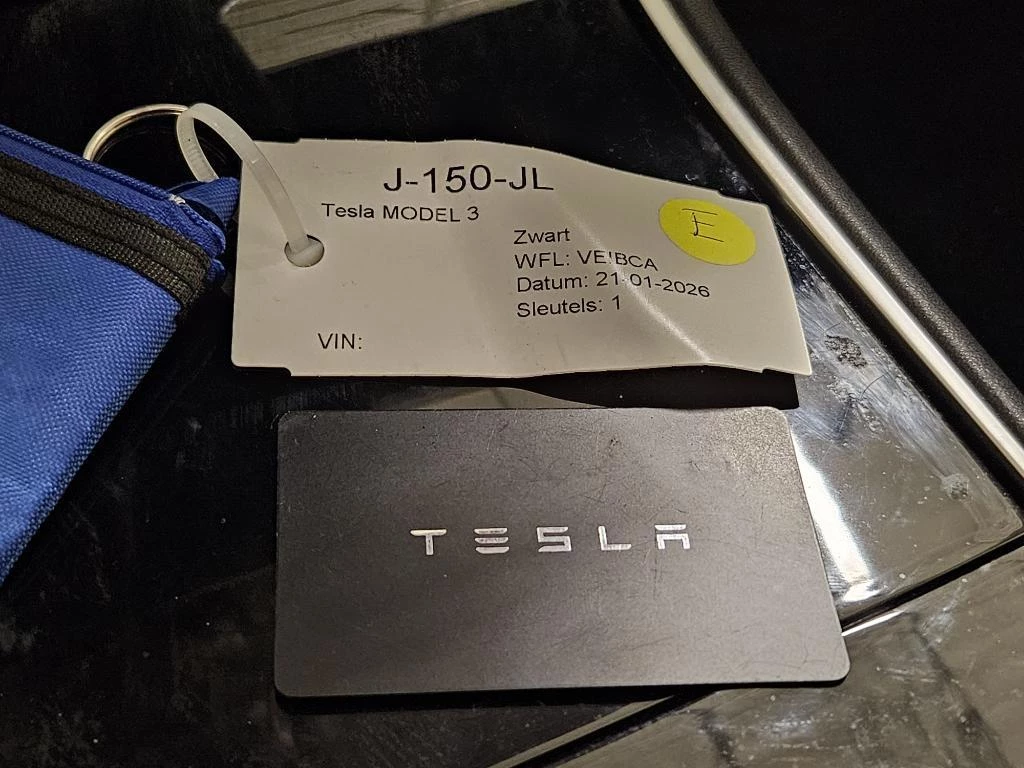 J-150-JL
Tesla MODEL 3
E
Zwart
WFL: VE!BCA
Datum: 21-01-2026
Sleutels: 1
VIN:
TESLA